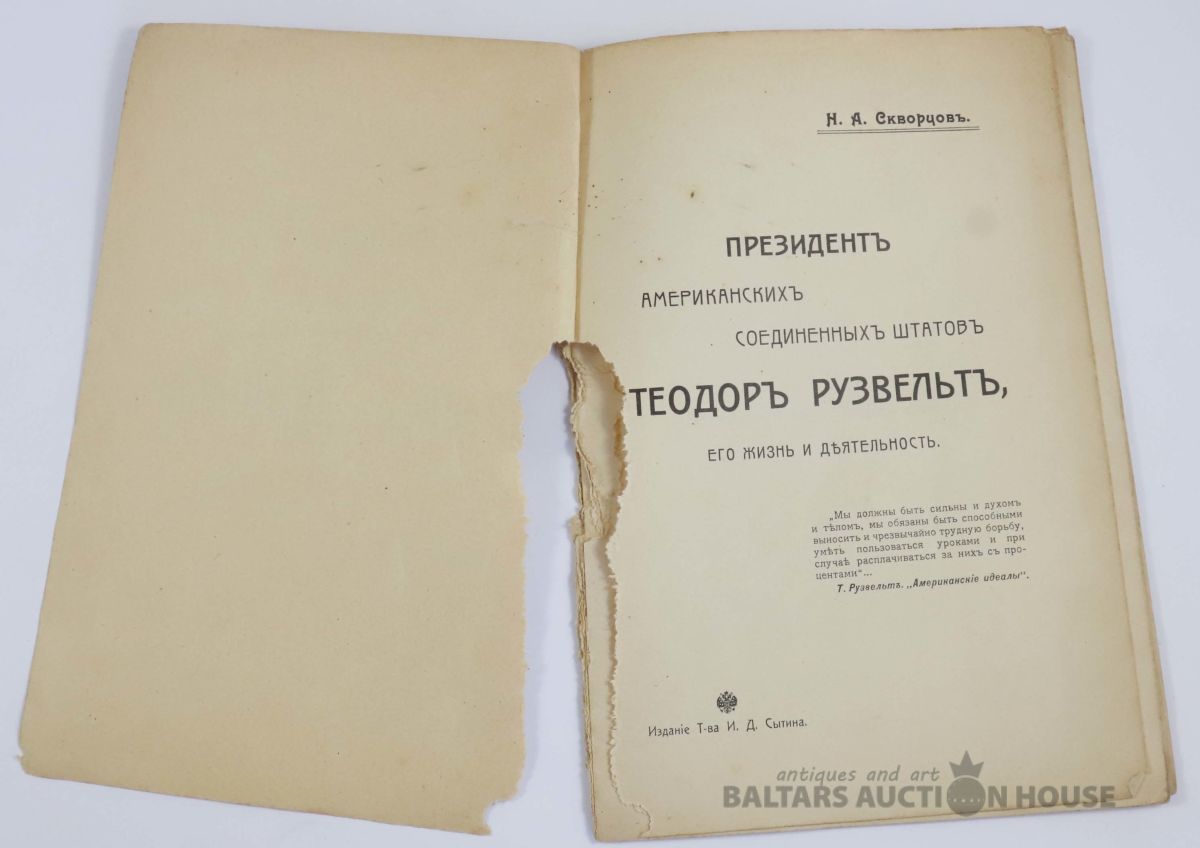 Н. А. Скворцовъ.
ПРЕЗИДЕНТЪ
АМЕРИКАНСКИХЪ
СОЕДИНЕННЫХЪ ШТАТОВЪ
ТЕОДОРЪ РУЗВЕЛЬТЪ,
ЕГО ЖИЗНЬ И ДѢЯТЕЛЬНОСТЬ.
„Мы должны быть сильны и духомъ
и тѣломъ, мы обязаны быть способными
выносить и чрезвычайно трудную борьбу,
умѣть пользоваться уроками и при
случаѣ расплачиваться за нихъ съ про-
центами“...
Т. Рузвельтъ. „Американскіе идеалы“.
Изданіе Т-ва И. Д. Сытина.
antiques and art
BALTARS AUCTION HOUSE